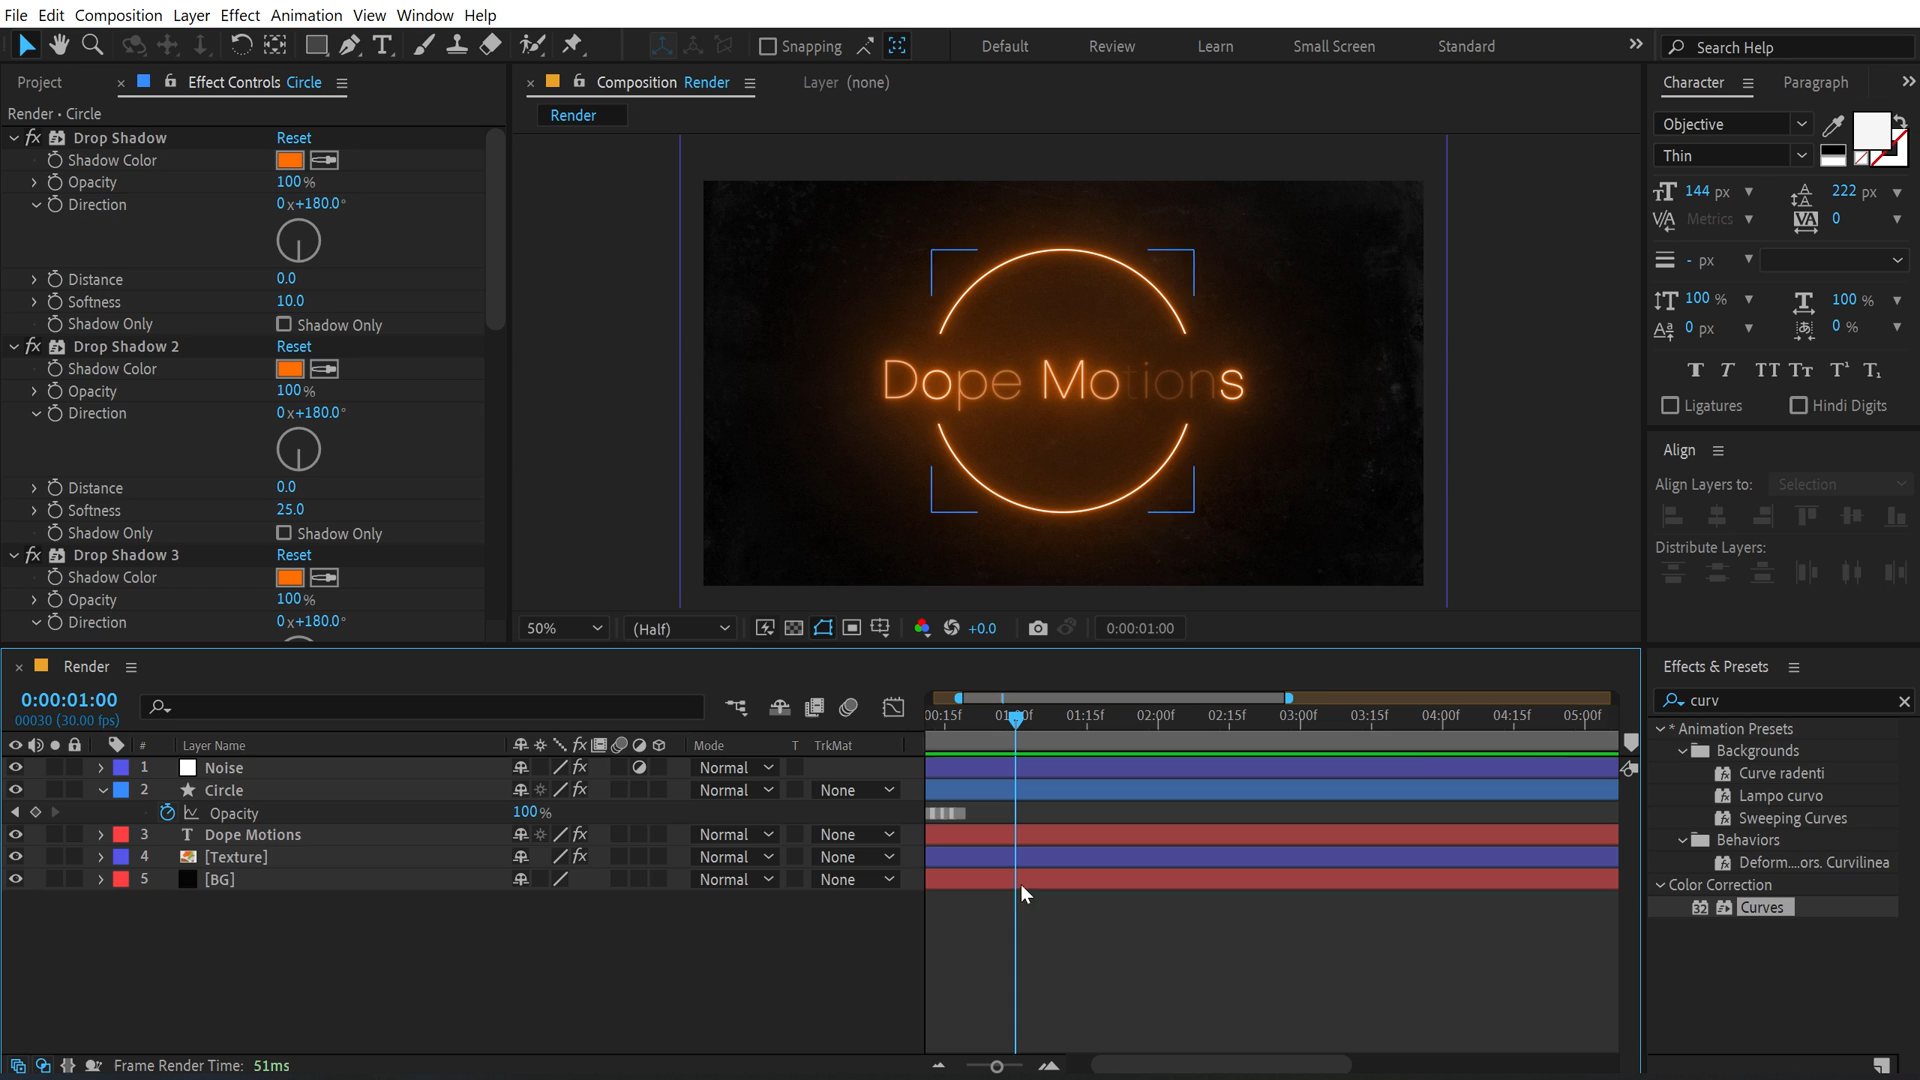 File Edit Composition Layer Effect Animation View Window Help
Snapping Default Review Learn Small Screen Standard Search Help
Project Effect Controls Circle Composition Render Layer (none) Character Paragraph
Render • Circle
Render
Drop Shadow Reset
Shadow Color
Opacity 100 %
Direction 0 x+180.0°
Distance 0.0
Softness 10.0
Shadow Only Shadow Only
Drop Shadow 2 Reset
Shadow Color
Opacity 100 %
Direction 0 x+180.0°
Distance 0.0
Softness 25.0
Shadow Only Shadow Only
Drop Shadow 3 Reset
Shadow Color
Opacity 100 %
Direction 0 x+180.0°
Dope Motions
50% (Half) +0.0 0:00:01:00
Objective
Thin
144 px 222 px
Metrics 0
- px
100 % 100 %
0 px 0 %
T T TT Tт T¹ T₁
Ligatures Hindi Digits
Align
Align Layers to: Selection
Distribute Layers:
Render
0:00:01:00
00030 (30.00 fps)
00:15f 01:00f 01:15f 02:00f 02:15f 03:00f 03:15f 04:00f 04:15f 05:00f
# Layer Name Mode T TrkMat
1 Noise Normal
2 Circle Normal None
Opacity 100 %
3 T Dope Motions Normal None
4 [Texture] Normal None
5 [BG] Normal None
Frame Render Time: 51ms
Effects & Presets
curv
* Animation Presets
Backgrounds
Curve radenti
Lampo curvo
Sweeping Curves
Behaviors
Deform....ors. Curvilinea
Color Correction
32 Curves